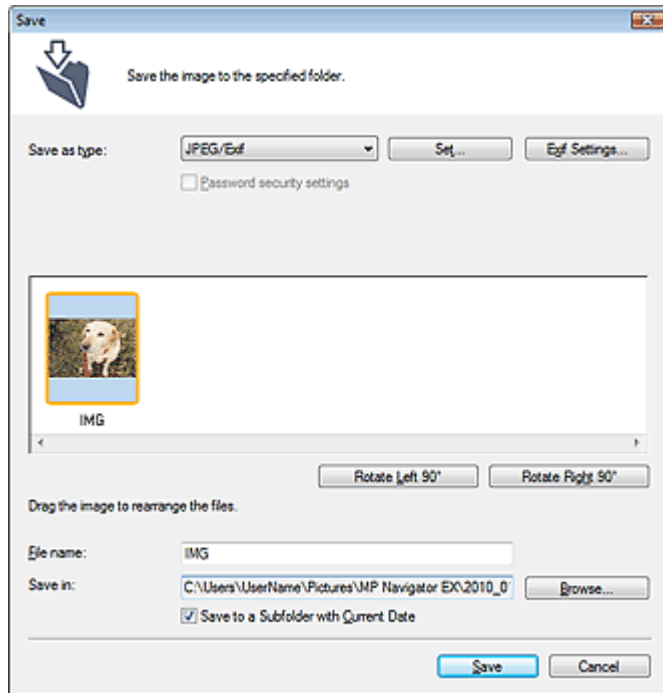 Save
Save the image to the specified folder.
Save as type: JPEG/Exif Set... Exif Settings...
Password security settings
IMG
Rotate Left 90° Rotate Right 90°
Drag the image to rearrange the files.
File name: IMG
Save in: C:\Users\UserName\Pictures\MP Navigator EX\2010_0 Browse...
Save to a Subfolder with Current Date
Save Cancel